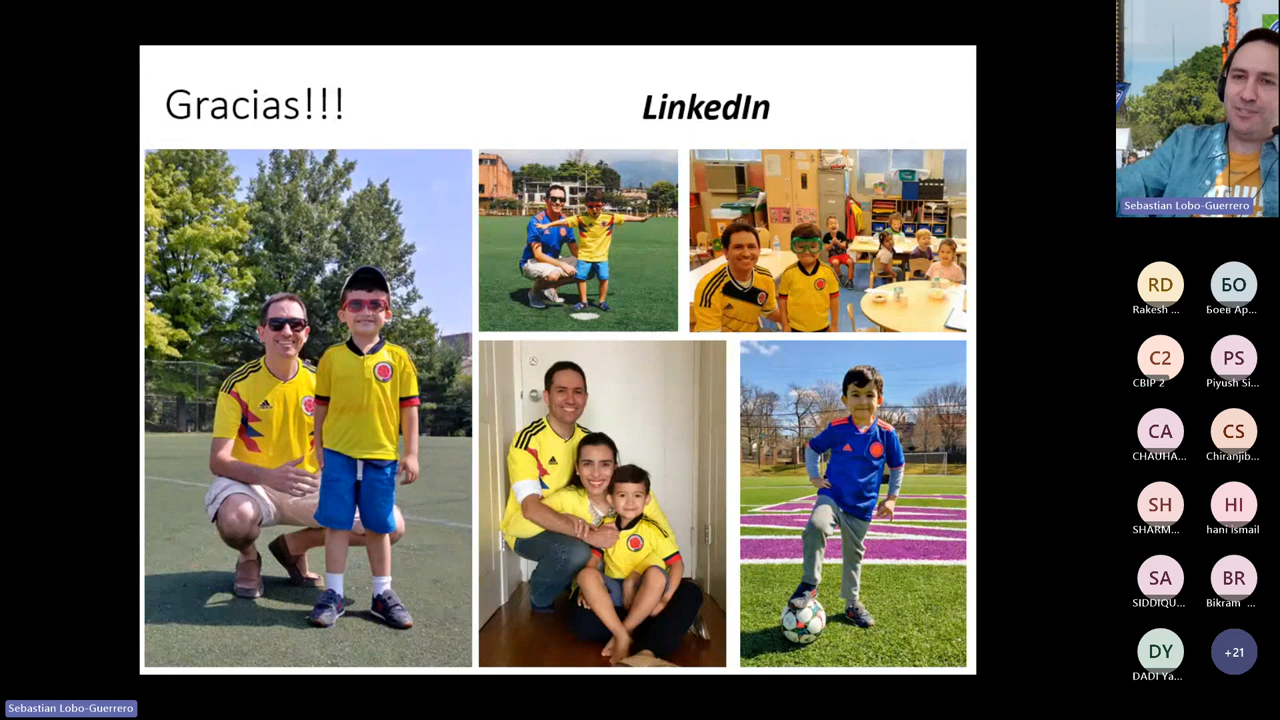 Gracias!!!
LinkedIn
Sebastian Lobo-Guerrero
RD
Rakesh ...
БО
Боев Ар...
C2
CBIP 2
PS
Piyush Si...
CA
CHAUHA...
CS
Chiranjib...
SH
SHARM...
HI
hani ismail
SA
SIDDIQU...
BR
Bikram ...
DY
DADI Ya...
+21
Sebastian Lobo-Guerrero